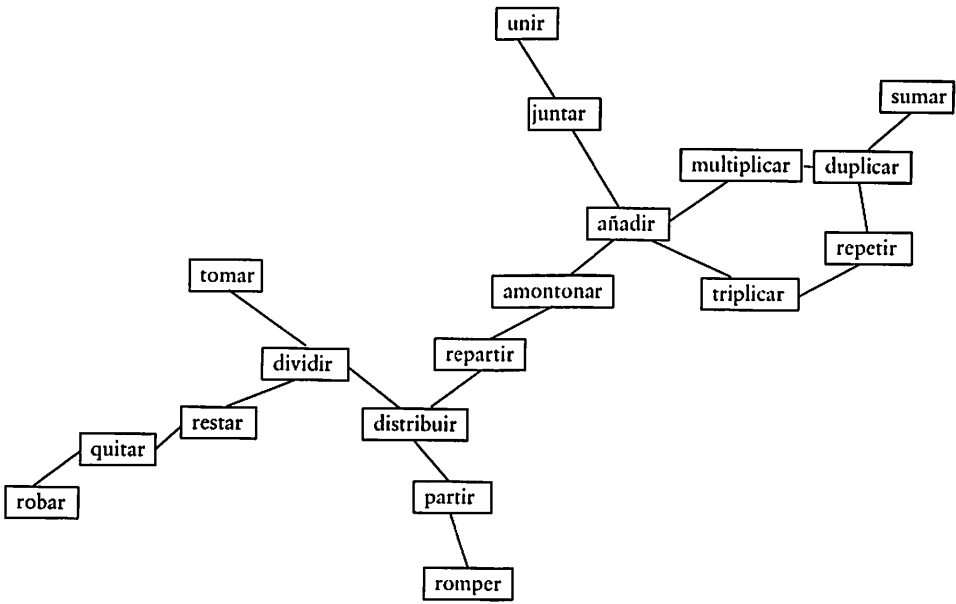 unir
juntar
sumar
multiplicar
duplicar
añadir
repetir
tomar
amontonar
triplicar
repartir
dividir
restar
distribuir
quitar
robar
partir
romper